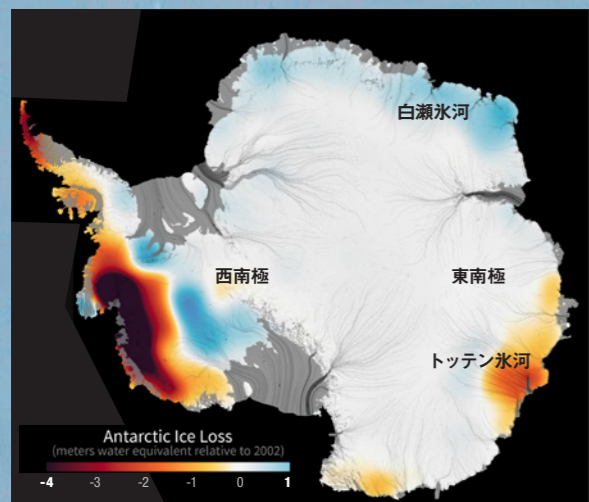 白瀬氷河
西南極
東南極
トッテン氷河
Antarctic Ice Loss
(meters water equivalent relative to 2002)
-4 -3 -2 -1 0 1